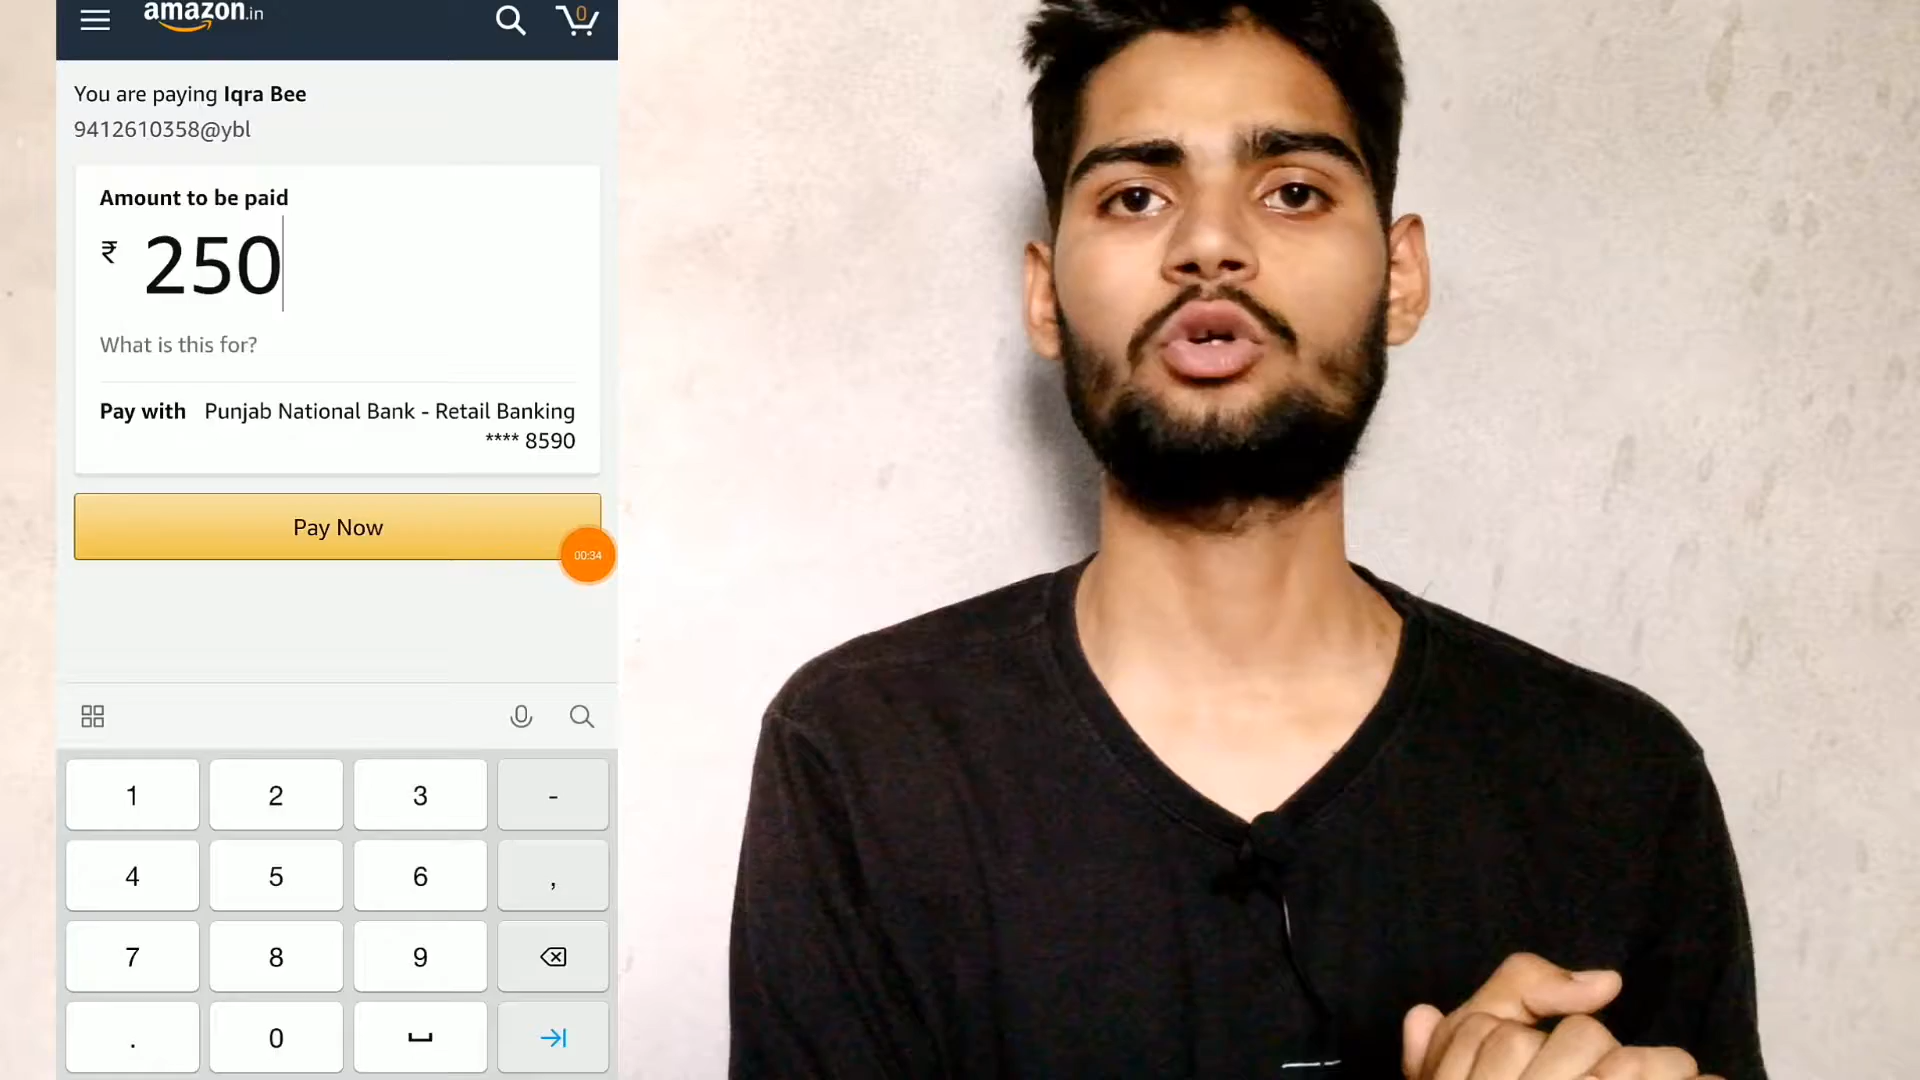 amazon.in
0
You are paying Iqra Bee
9412610358@ybl
Amount to be paid
₹ 250
What is this for?
Pay with Punjab National Bank - Retail Banking
**** 8590
Pay Now
00:34
1 2 3 -
4 5 6 ,
7 8 9
. 0